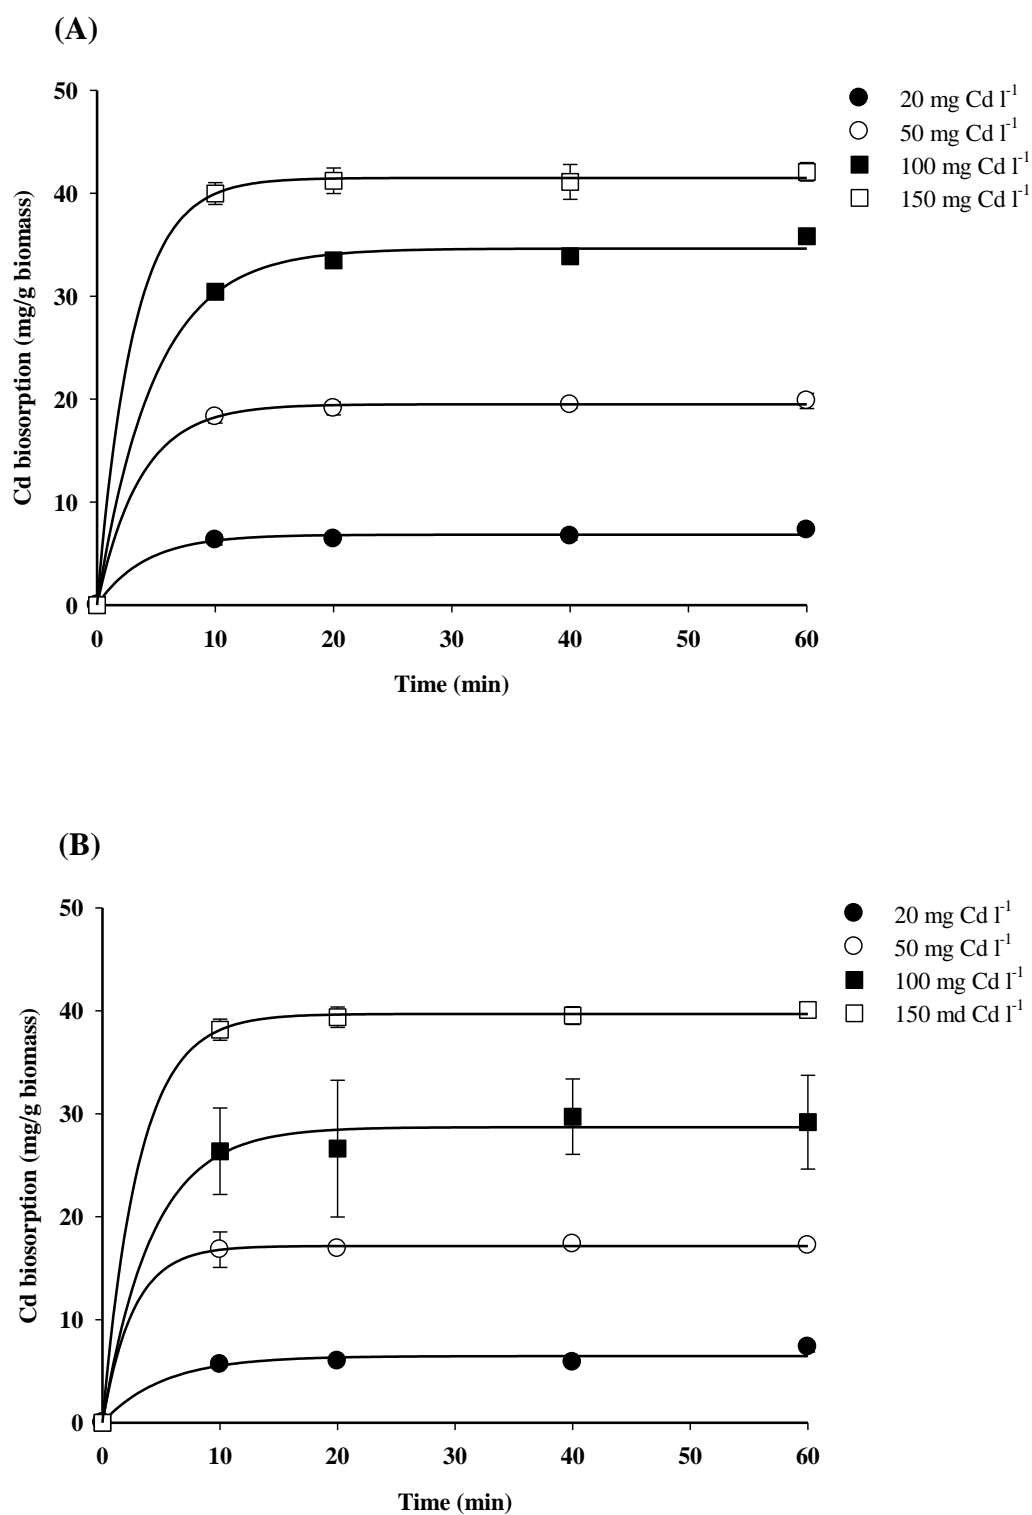 (A)
50
40
30
20
10
0
Cd biosorption (mg/g biomass)
0 10 20 30 40 50 60
Time (min)
20 mg Cd l-1
50 mg Cd l-1
100 mg Cd l-1
150 mg Cd l-1
(B)
50
40
30
20
10
0
Cd biosorption (mg/g biomass)
0 10 20 30 40 50 60
Time (min)
20 mg Cd l-1
50 mg Cd l-1
100 mg Cd l-1
150 md Cd l-1